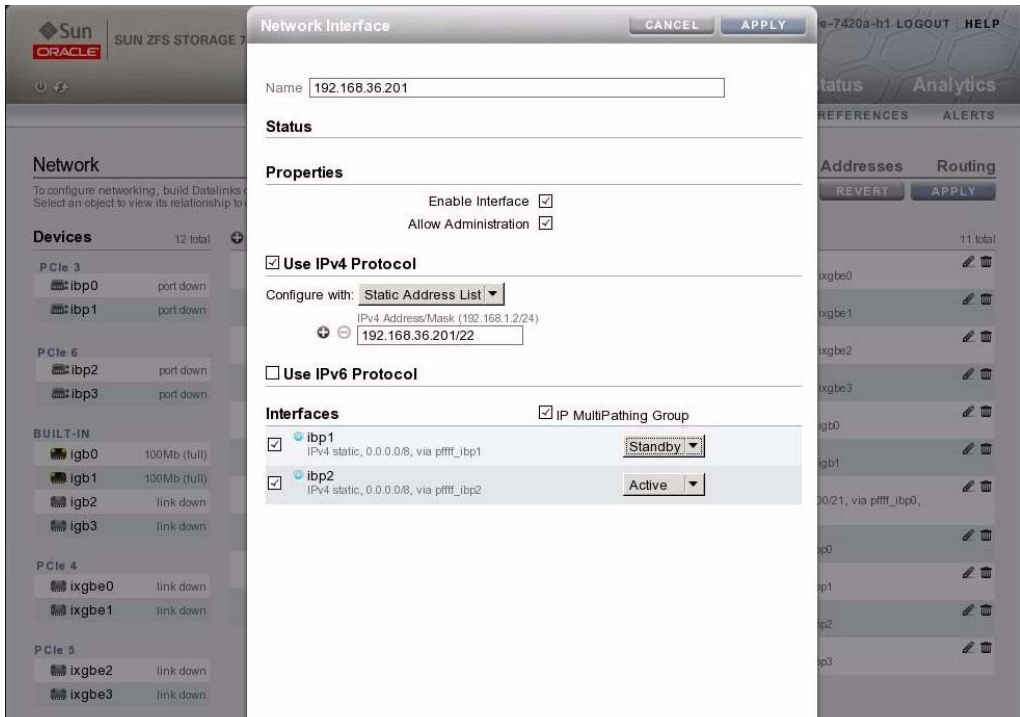 Sun
ORACLE
SUN ZFS STORAGE 7
e-7420a-h1 LOGOUT HELP
Status Analytics
REFERENCES ALERTS
Network Interface
CANCEL APPLY
Name 192.168.36.201
Status
Properties
Enable Interface
Allow Administration
Use IPv4 Protocol
Configure with: Static Address List
IPv4 Address/Mask (192.168.1.2/24)
192.168.36.201/22
Use IPv6 Protocol
Interfaces IP MultiPathing Group
ibp1 Standby
IPv4 static, 0.0.0.0/8, via pffff_ibp1
ibp2 Active
IPv4 static, 0.0.0.0/8, via pffff_ibp2
Network
To configure networking, build Datalinks
Select an object to view its relationship to
Devices 12 total
PCIe 3
ibp0 port down
ibp1 port down
PCIe 6
ibp2 port down
ibp3 port down
BUILT-IN
igb0 100Mb (full)
igb1 100Mb (full)
igb2 link down
igb3 link down
PCIe 4
ixgbe0 link down
ixgbe1 link down
PCIe 5
ixgbe2 link down
ixgbe3 link down
Addresses Routing
REVERT APPLY
11 total
ixgbe0
ixgbe1
ixgbe2
ixgbe3
igb0
igb1
00/21, via pffff_ibp0,
bp0
bp1
bp2
bp3